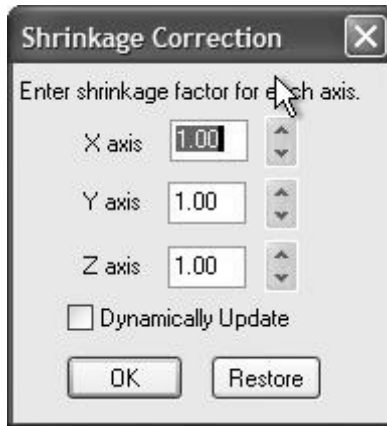 Shrinkage Correction
Enter shrinkage factor for each axis.
X axis 1.00
Y axis 1.00
Z axis 1.00
Dynamically Update
OK Restore